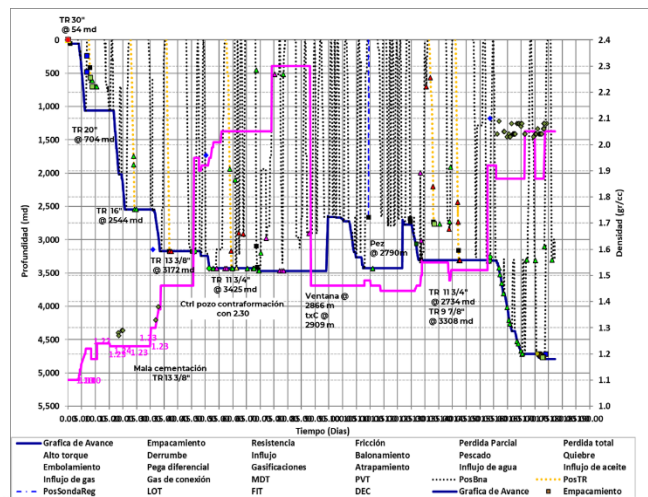 TR 30"
@ 54 md
TR 20"
@ 704 md
TR 16"
@ 2544 md
TR 13 3/8"
@ 3172 md
TR 11 3/4"
@ 3425 md
Ctrl pozo contraformación
con 2.30
Ventana @
2866 m
txC @
2909 m
Pez
@ 2790m
TR 11 3/4"
@ 2734 md
TR 9 7/8"
@ 3308 md
Mala cementación
TR 13 3/8"
1.23
1.23
1.23
0
500
1,000
1,500
2,000
2,500
3,000
3,500
4,000
4,500
5,000
5,500
Profundidad (md)
2.4
2.3
2.2
2.1
2.0
1.9
1.8
1.7
1.6
1.5
1.4
1.3
1.2
1.1
1.0
Densidad (gr/cc)
Tiempo (Días)
Grafica de Avance Empacamiento Resistencia Fricción Perdida Parcial Perdida total
Alto torque Derrumbe Influjo Balonamiento Pescado Quiebre
Embolamiento Pega diferencial Gasificaciones Atrapamiento Influjo de agua Influjo de aceite
Influjo de gas Gas de conexión MDT PVT PosBna PosTR
PosSondaReg LOT FIT DEC Grafica de Avance Empacamiento